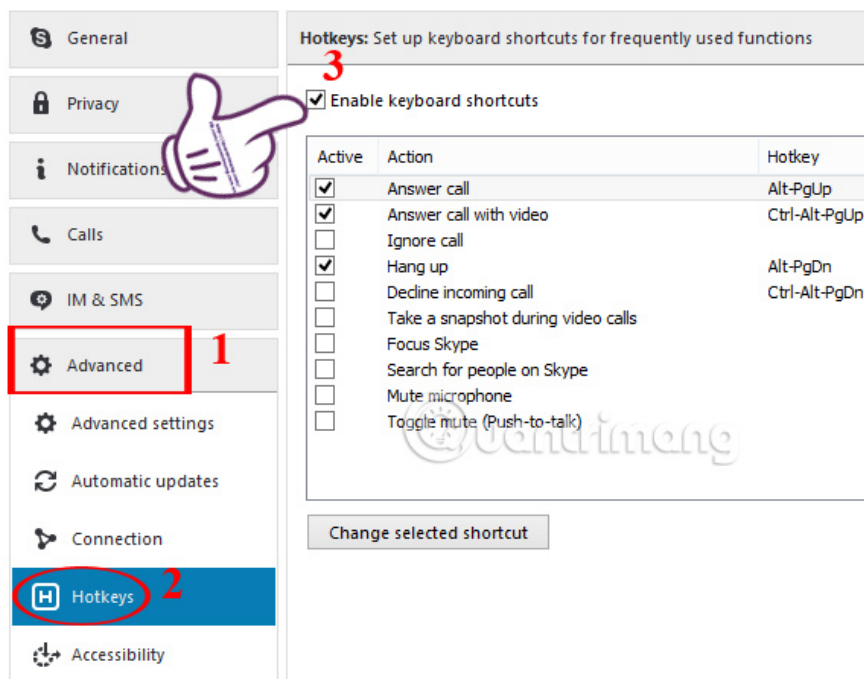 General
Privacy
Notifications
Calls
IM & SMS
Advanced
1
Advanced settings
Automatic updates
Connection
Hotkeys
2
Accessibility
Hotkeys: Set up keyboard shortcuts for frequently used functions
3
Enable keyboard shortcuts
Active Action Hotkey
Answer call Alt-PgUp
Answer call with video Ctrl-Alt-PgUp
Ignore call
Hang up Alt-PgDn
Decline incoming call Ctrl-Alt-PgDn
Take a snapshot during video calls
Focus Skype
Search for people on Skype
Mute microphone
Toggle mute (Push-to-talk)
Quantrimang
Change selected shortcut